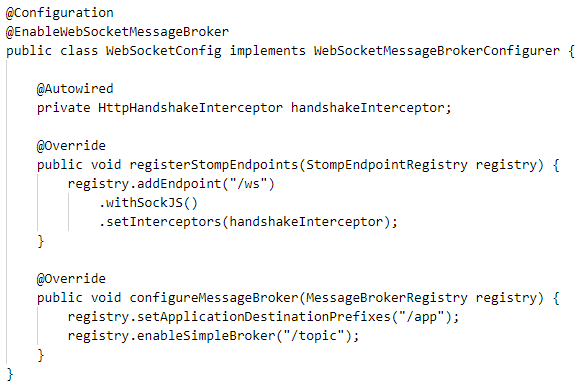 @Configuration
@EnableWebSocketMessageBroker
public class WebSocketConfig implements WebSocketMessageBrokerConfigurer {
@Autowired
private HttpHandshakeInterceptor handshakeInterceptor;
@Override
public void registerStompEndpoints(StompEndpointRegistry registry) {
registry.addEndpoint("/ws")
.withSockJS()
.setInterceptors(handshakeInterceptor);
}
@Override
public void configureMessageBroker(MessageBrokerRegistry registry) {
registry.setApplicationDestinationPrefixes("/app");
registry.enableSimpleBroker("/topic");
}
}